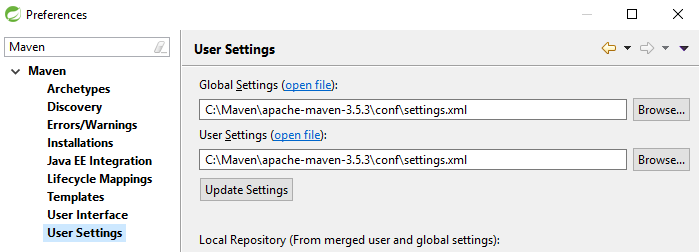 Preferences
Maven
Maven
Archetypes
Discovery
Errors/Warnings
Installations
Java EE Integration
Lifecycle Mappings
Templates
User Interface
User Settings
User Settings
Global Settings (open file):
C:\Maven\apache-maven-3.5.3\conf\settings.xml
Browse...
User Settings (open file):
C:\Maven\apache-maven-3.5.3\conf\settings.xml
Browse...
Update Settings
Local Repository (From merged user and global settings):